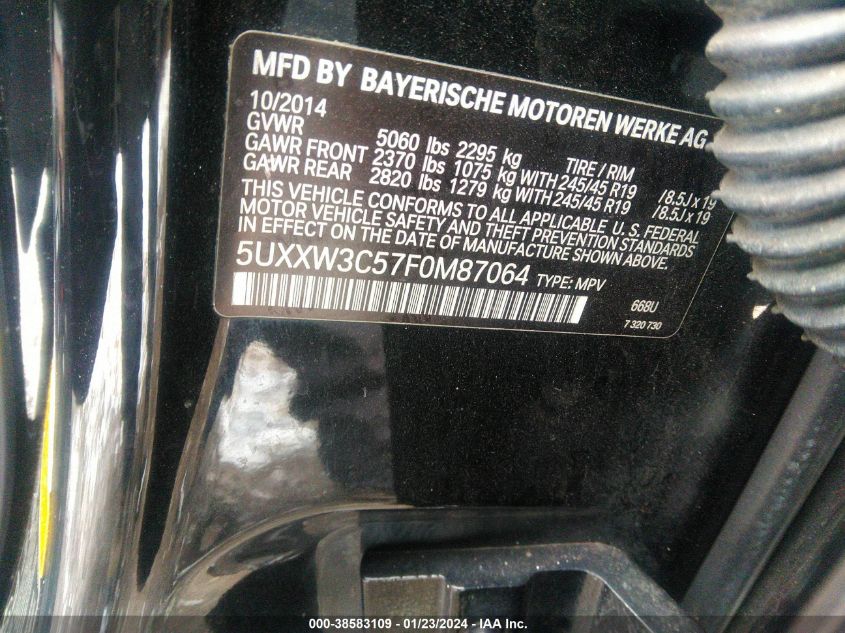 MFD BY BAYERISCHE MOTOREN WERKE AG
10/2014
GVWR 5060 lbs 2295 kg TIRE / RIM
GAWR FRONT 2370 lbs 1075 kg WITH 245/45 R19 /8.5J x 19
GAWR REAR 2820 lbs 1279 kg WITH 245/45 R19 /8.5J x 19
THIS VEHICLE CONFORMS TO ALL APPLICABLE U. S. FEDERAL
MOTOR VEHICLE SAFETY AND THEFT PREVENTION STANDARDS
IN EFFECT ON THE DATE OF MANUFACTURE SHOWN ABOVE.
5UXXW3C57F0M87064 TYPE: MPV
668U
7 320 730
000-38583109 - 01/23/2024 - IAA Inc.